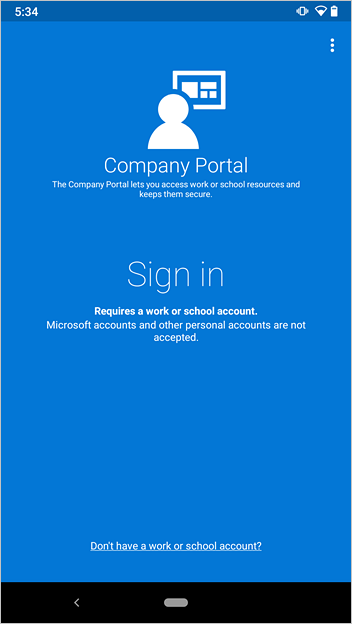 5:34
Company Portal
The Company Portal lets you access work or school resources and
keeps them secure.
Sign in
Requires a work or school account.
Microsoft accounts and other personal accounts are not
accepted.
Don't have a work or school account?